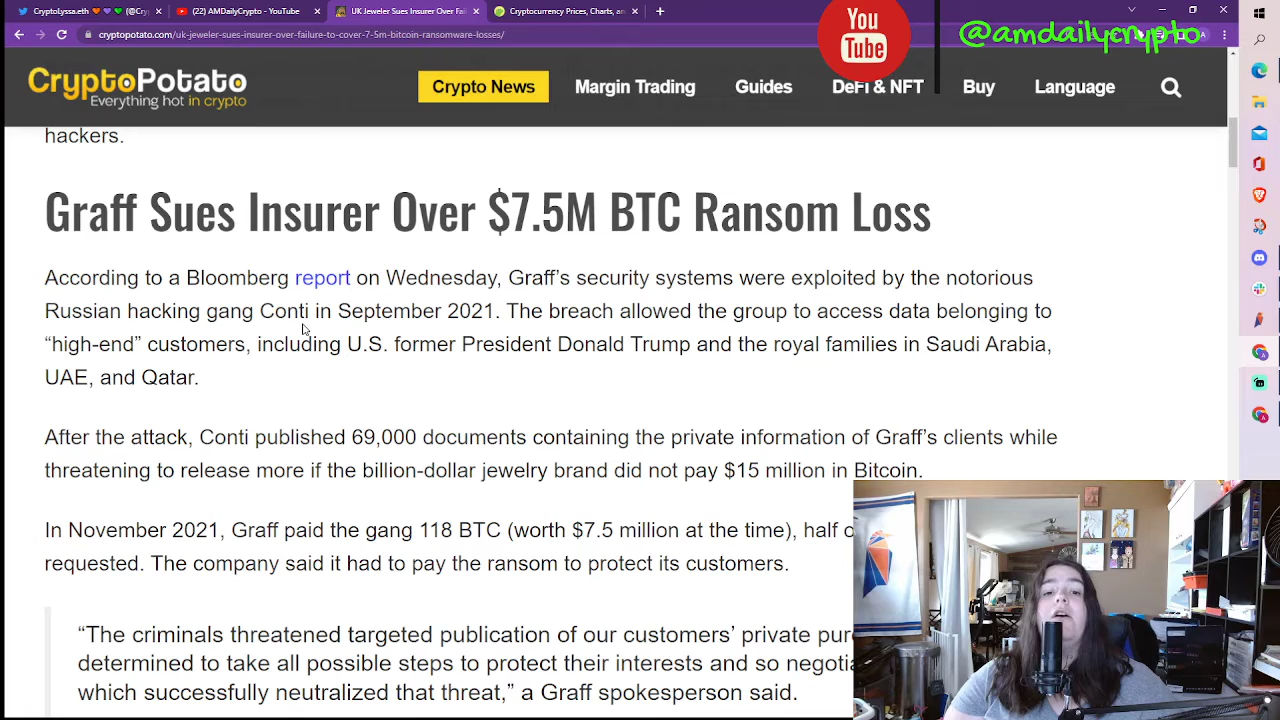 Cryptolyss.eth
(@Cry
(22) AMDailyCrypto - YouTube
UK Jeweler Sues Insurer Over Fail
Cryptocurrency Prices, Charts, an
cryptopotato.com/uk-jeweler-sues-insurer-over-failure-to-cover-7-5m-bitcoin-ransomware-losses/
You
Tube
@amdailycrypto
CryptoPotato
Everything hot in crypto
Crypto News
Margin Trading
Guides
DeFi & NFT
Buy
Language
hackers.
Graff Sues Insurer Over $7.5M BTC Ransom Loss
According to a Bloomberg report on Wednesday, Graff’s security systems were exploited by the notorious
Russian hacking gang Conti in September 2021. The breach allowed the group to access data belonging to
“high-end” customers, including U.S. former President Donald Trump and the royal families in Saudi Arabia,
UAE, and Qatar.
After the attack, Conti published 69,000 documents containing the private information of Graff’s clients while
threatening to release more if the billion-dollar jewelry brand did not pay $15 million in Bitcoin.
In November 2021, Graff paid the gang 118 BTC (worth $7.5 million at the time), half o
requested. The company said it had to pay the ransom to protect its customers.
“The criminals threatened targeted publication of our customers’ private pur
determined to take all possible steps to protect their interests and so negotia
which successfully neutralized that threat,” a Graff spokesperson said.